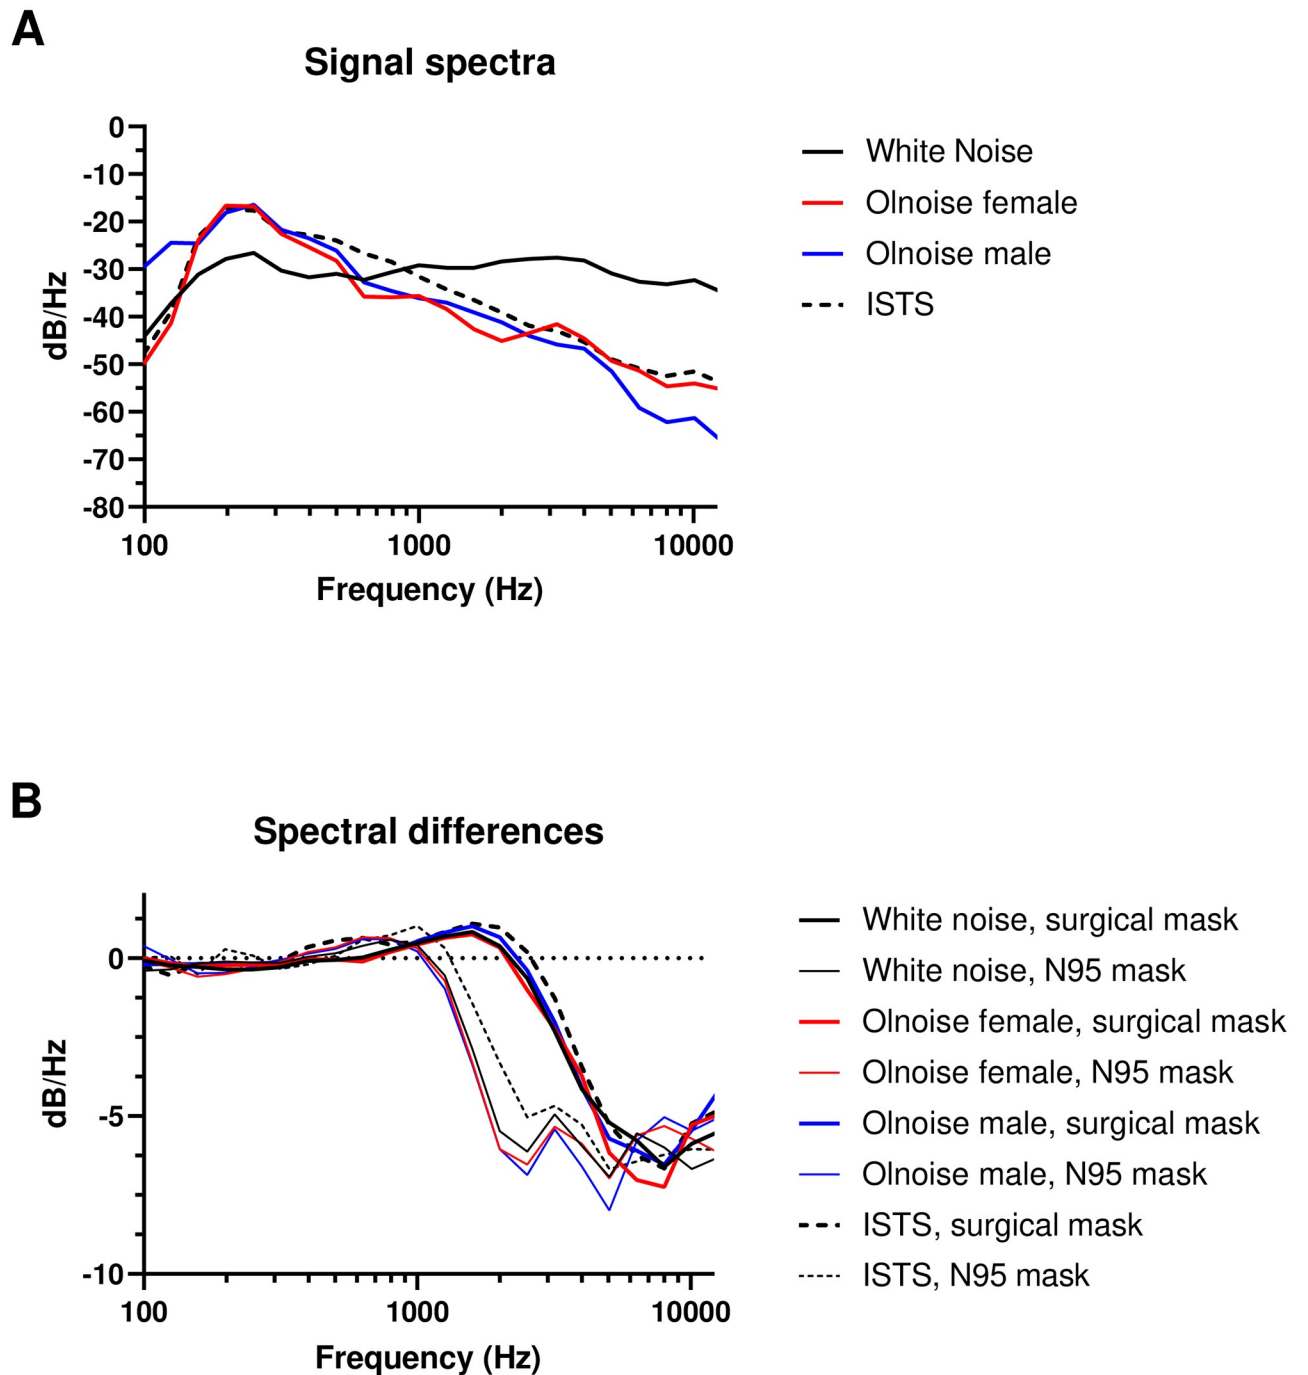 A
Signal spectra
0
-10
-20
-30
-40
-50
-60
-70
-80
dB/Hz
100
1000
10000
Frequency (Hz)
White Noise
Olnoise female
Olnoise male
ISTS
B
Spectral differences
0
-5
-10
dB/Hz
100
1000
10000
Frequency (Hz)
White noise, surgical mask
White noise, N95 mask
Olnoise female, surgical mask
Olnoise female, N95 mask
Olnoise male, surgical mask
Olnoise male, N95 mask
ISTS, surgical mask
ISTS, N95 mask